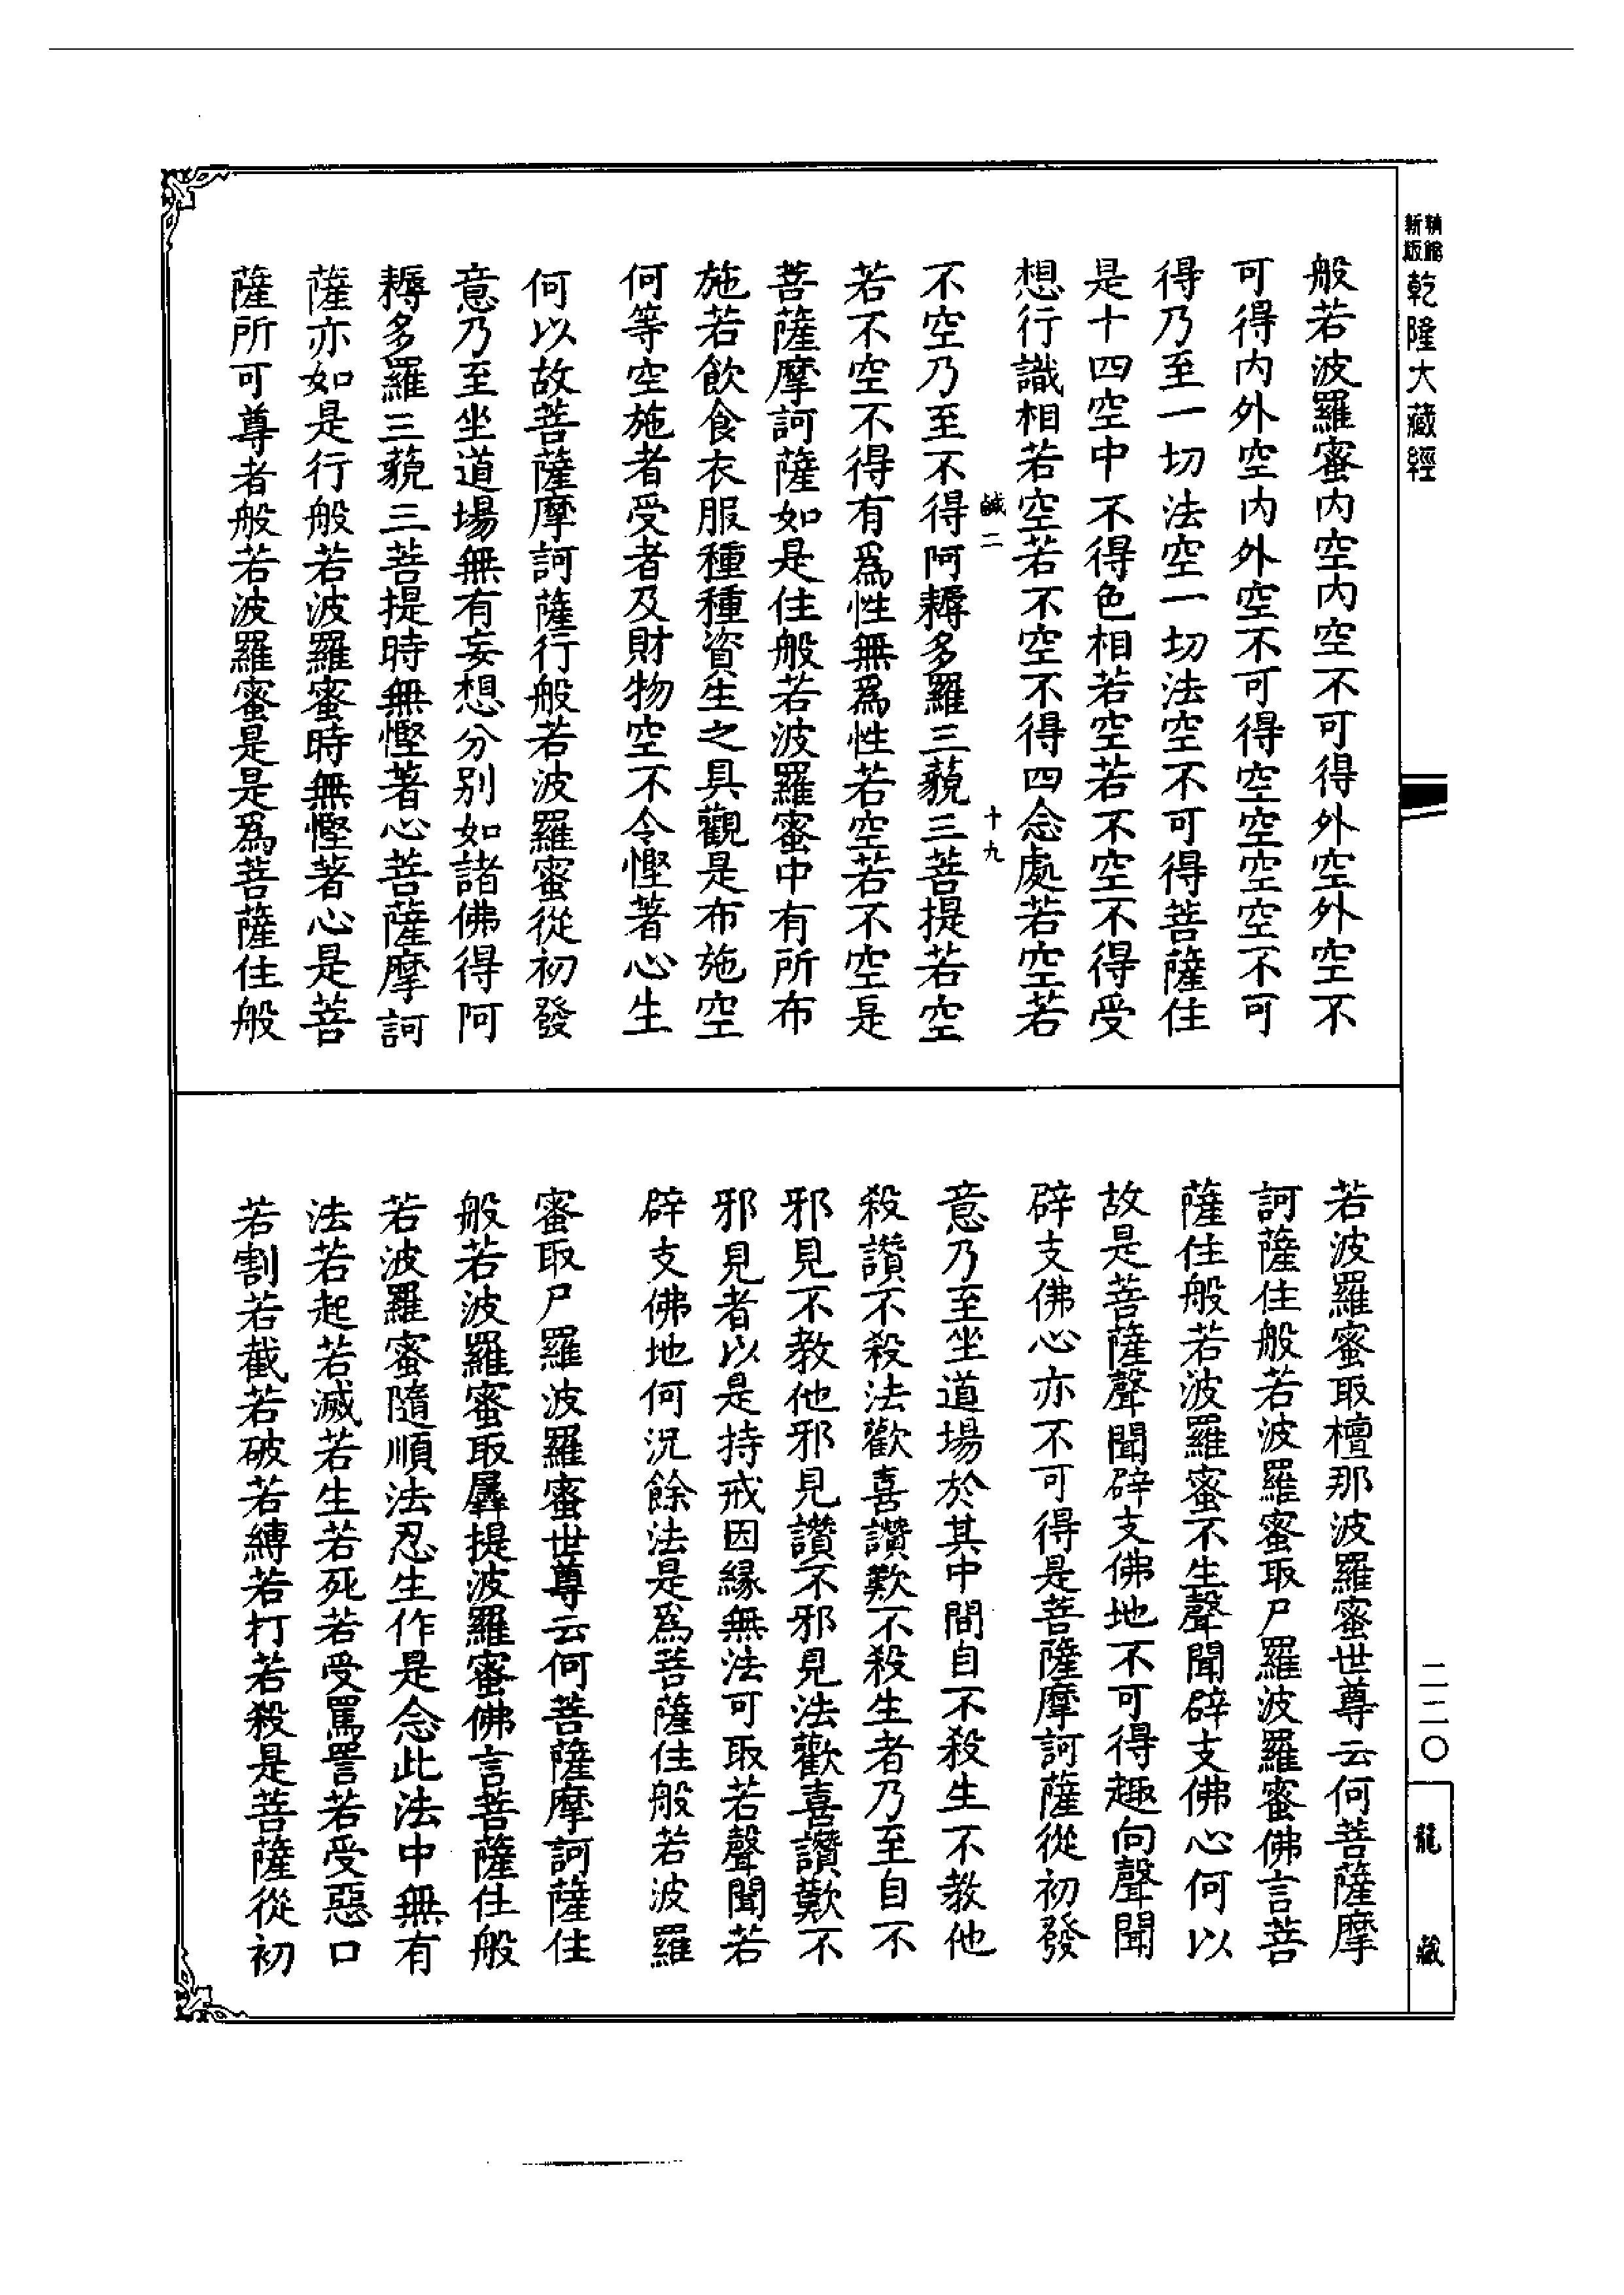 精縮新版
乾隆大藏經
般若波羅蜜內空內空不可得外空外空不
可得內外空內外空不可得空空空空不可
得乃至一切法空一切法空不可得菩薩住
是十四空中不得色相若空若不空不得受
想行識相若空若不空不得四念處若空若
鹹二
十九
不空乃至不得阿耨多羅三藐三菩提若空
若不空不得有爲性無爲性若空若不空是
菩薩摩訶薩如是住般若波羅蜜中有所布
施若飲食衣服種種資生之具觀是布施空
何等空施者受者及財物空不令慳著心生
何以故菩薩摩訶薩行般若波羅蜜從初發
意乃至坐道場無有妄想分別如諸佛得阿
耨多羅三藐三菩提時無慳著心菩薩摩訶
薩亦如是行般若波羅蜜時無慳著心是菩
薩所可尊者般若波羅蜜是是爲菩薩住般
若波羅蜜取檀那波羅蜜世尊云何菩薩摩
訶薩住般若波羅蜜取尸羅波羅蜜佛言菩
薩住般若波羅蜜不生聲聞辟支佛心何以
故是菩薩聲聞辟支佛地不可得趣向聲聞
辟支佛心亦不可得是菩薩摩訶薩從初發
意乃至坐道場於其中間自不殺生不教他
殺讚不殺法歡喜讚歎不殺生者乃至自不
邪見不教他邪見讚不邪見法歡喜讚歎不
邪見者以是持戒因緣無法可取若聲聞若
辟支佛地何況餘法是爲菩薩住般若波羅
蜜取尸羅波羅蜜世尊云何菩薩摩訶薩住
般若波羅蜜取羼提波羅蜜佛言菩薩住般
若波羅蜜隨順法忍生作是念此法中無有
法若起若滅若生若死若受罵詈若受惡口
若割若截若破若縛若打若殺是菩薩從初
二二〇
龍藏